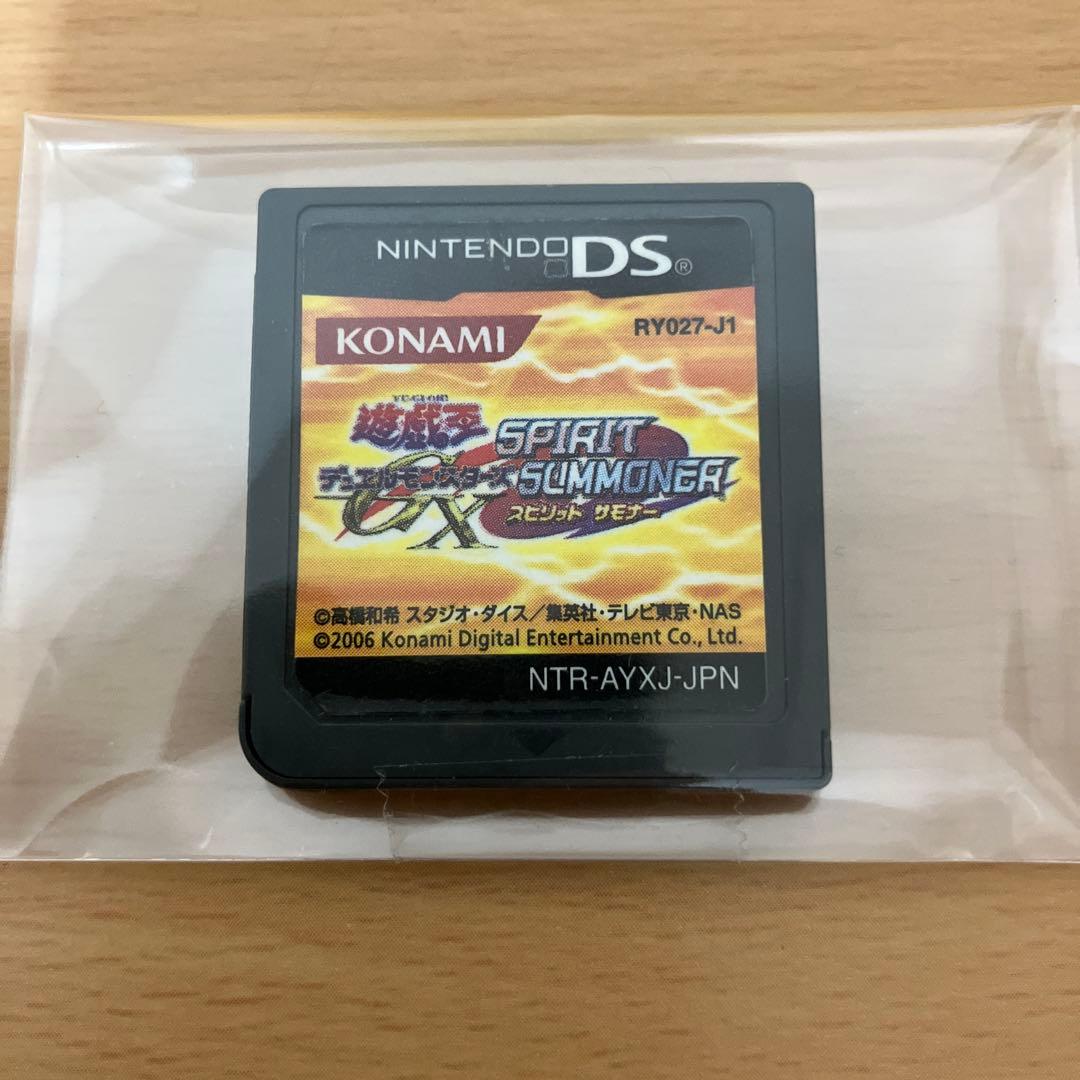 NINTENDO DS®
KONAMI
RY027-J1
YU-GI-OH!
遊戯王
デュエルモンスターズ
GX
SPIRIT
SUMMONER
スピリット サモナー
©高橋和希 スタジオ・ダイス／集英社・テレビ東京・NAS
©2006 Konami Digital Entertainment Co., Ltd.
NTR-AYXJ-JPN